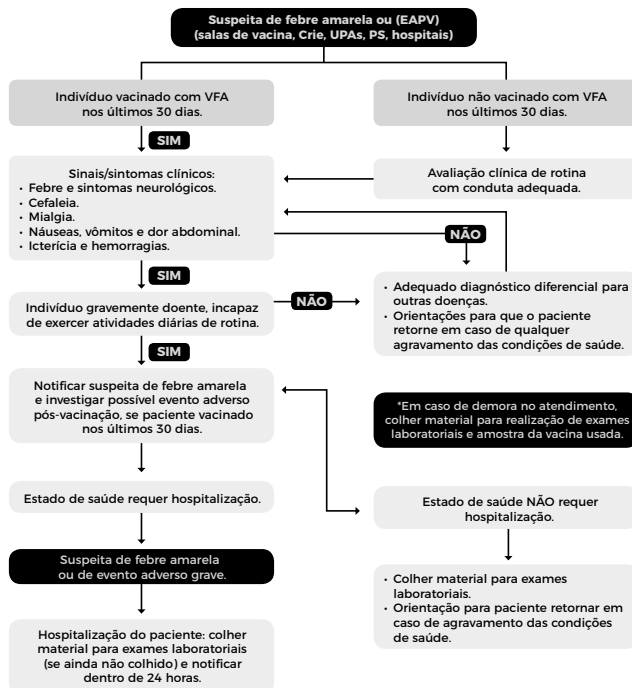 Suspeita de febre amarela ou (EAPV)
(salas de vacina, Crie, UPAs, PS, hospitais)
Indivíduo vacinado com VFA
nos últimos 30 dias.
Indivíduo não vacinado com VFA
nos últimos 30 dias.
SIM
Sinais/sintomas clínicos:
• Febre e sintomas neurológicos.
• Cefaleia.
• Mialgia.
• Náuseas, vômitos e dor abdominal.
• Icterícia e hemorragias.
Avaliação clínica de rotina
com conduta adequada.
NÃO
SIM
Indivíduo gravemente doente, incapaz
de exercer atividades diárias de rotina.
NÃO
• Adequado diagnóstico diferencial para
outras doenças.
• Orientações para que o paciente
retorne em caso de qualquer
agravamento das condições de saúde.
SIM
Notificar suspeita de febre amarela
e investigar possível evento adverso
pós-vacinação, se paciente vacinado
nos últimos 30 dias.
*Em caso de demora no atendimento,
colher material para realização de exames
laboratoriais e amostra da vacina usada.
Estado de saúde requer hospitalização.
Estado de saúde NÃO requer
hospitalização.
Suspeita de febre amarela
ou de evento adverso grave.
• Colher material para exames
laboratoriais.
• Orientação para paciente retornar em
caso de agravamento das condições
de saúde.
Hospitalização do paciente: colher
material para exames laboratoriais
(se ainda não colhido) e notificar
dentro de 24 horas.